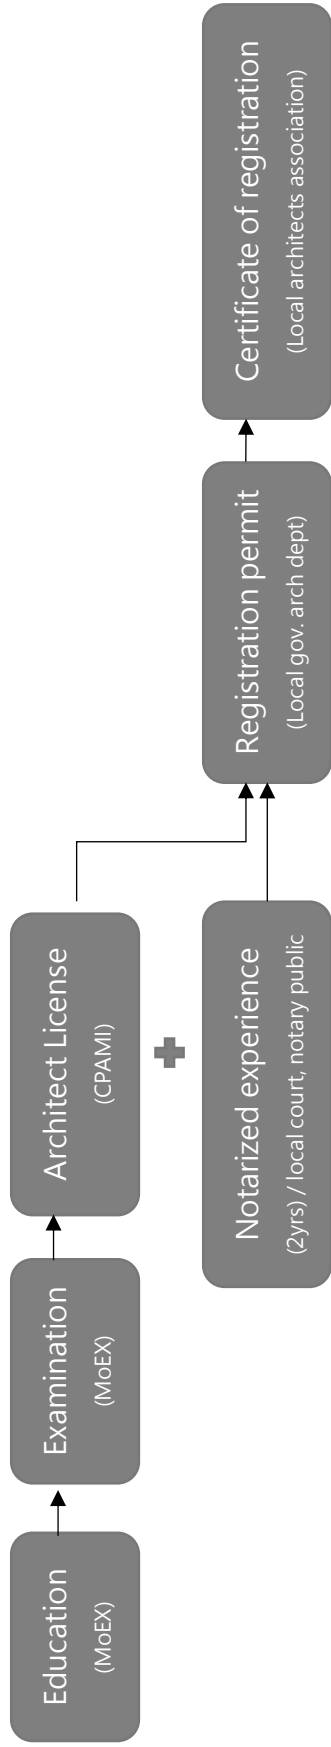 Education
(MoEX)
Examination
(MoEX)
Architect License
(CPAMI)
Notarized experience
(2yrs) / local court, notary public
Registration permit
(Local gov. arch dept)
Certificate of registration
(Local architects association)